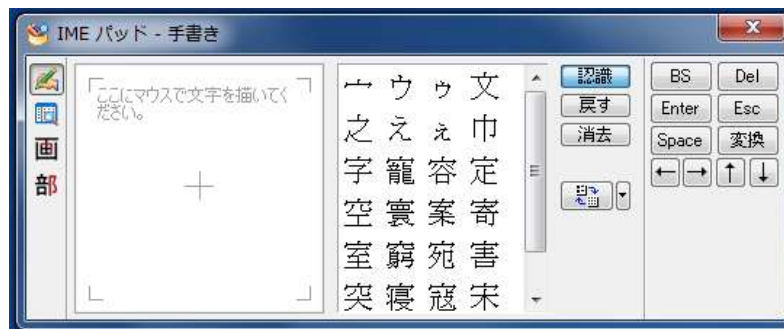 IME パッド - 手書き
画
部
ここにマウスで文字を描いてく
ださい。
宀 ウ ゥ 文
之 え ぇ 巾
字 寵 容 定
空 寰 案 寄
室 窮 宛 害
突 寝 寇 宋
認識
戻す
消去
BS Del
Enter Esc
Space 変換
← → ↑ ↓